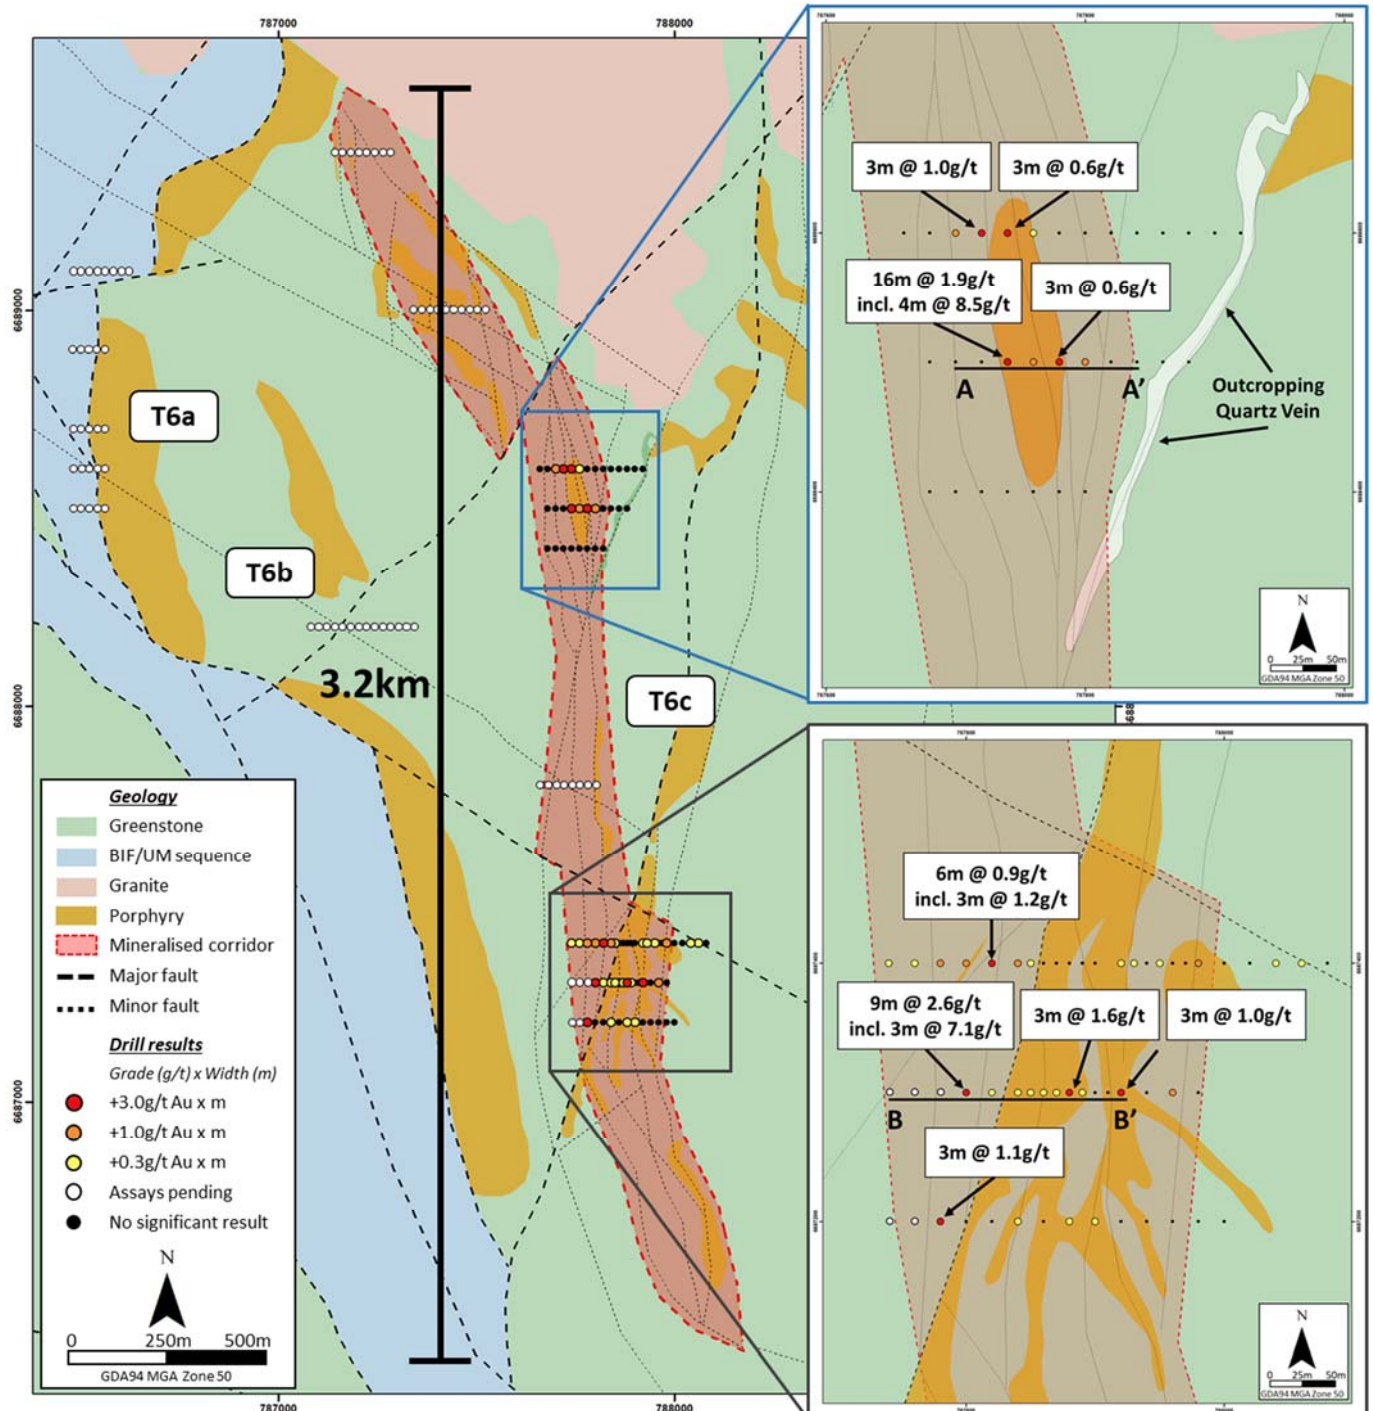 787000
788000
6689000
6688000
6687000
T6a
T6b
T6c
3.2km
Geology
Greenstone
BIF/UM sequence
Granite
Porphyry
Mineralised corridor
Major fault
Minor fault
Drill results
Grade (g/t) x Width (m)
+3.0g/t Au x m
+1.0g/t Au x m
+0.3g/t Au x m
Assays pending
No significant result
N
0 250m 500m
GDA94 MGA Zone 50
787000
788000
3m @ 1.0g/t
3m @ 0.6g/t
16m @ 1.9g/t
incl. 4m @ 8.5g/t
3m @ 0.6g/t
A
A’
Outcropping
Quartz Vein
N
0 25m 50m
GDA94 MGA Zone 50
6m @ 0.9g/t
incl. 3m @ 1.2g/t
9m @ 2.6g/t
incl. 3m @ 7.1g/t
3m @ 1.6g/t
3m @ 1.0g/t
B
B’
3m @ 1.1g/t
N
0 25m 50m
GDA94 MGA Zone 50